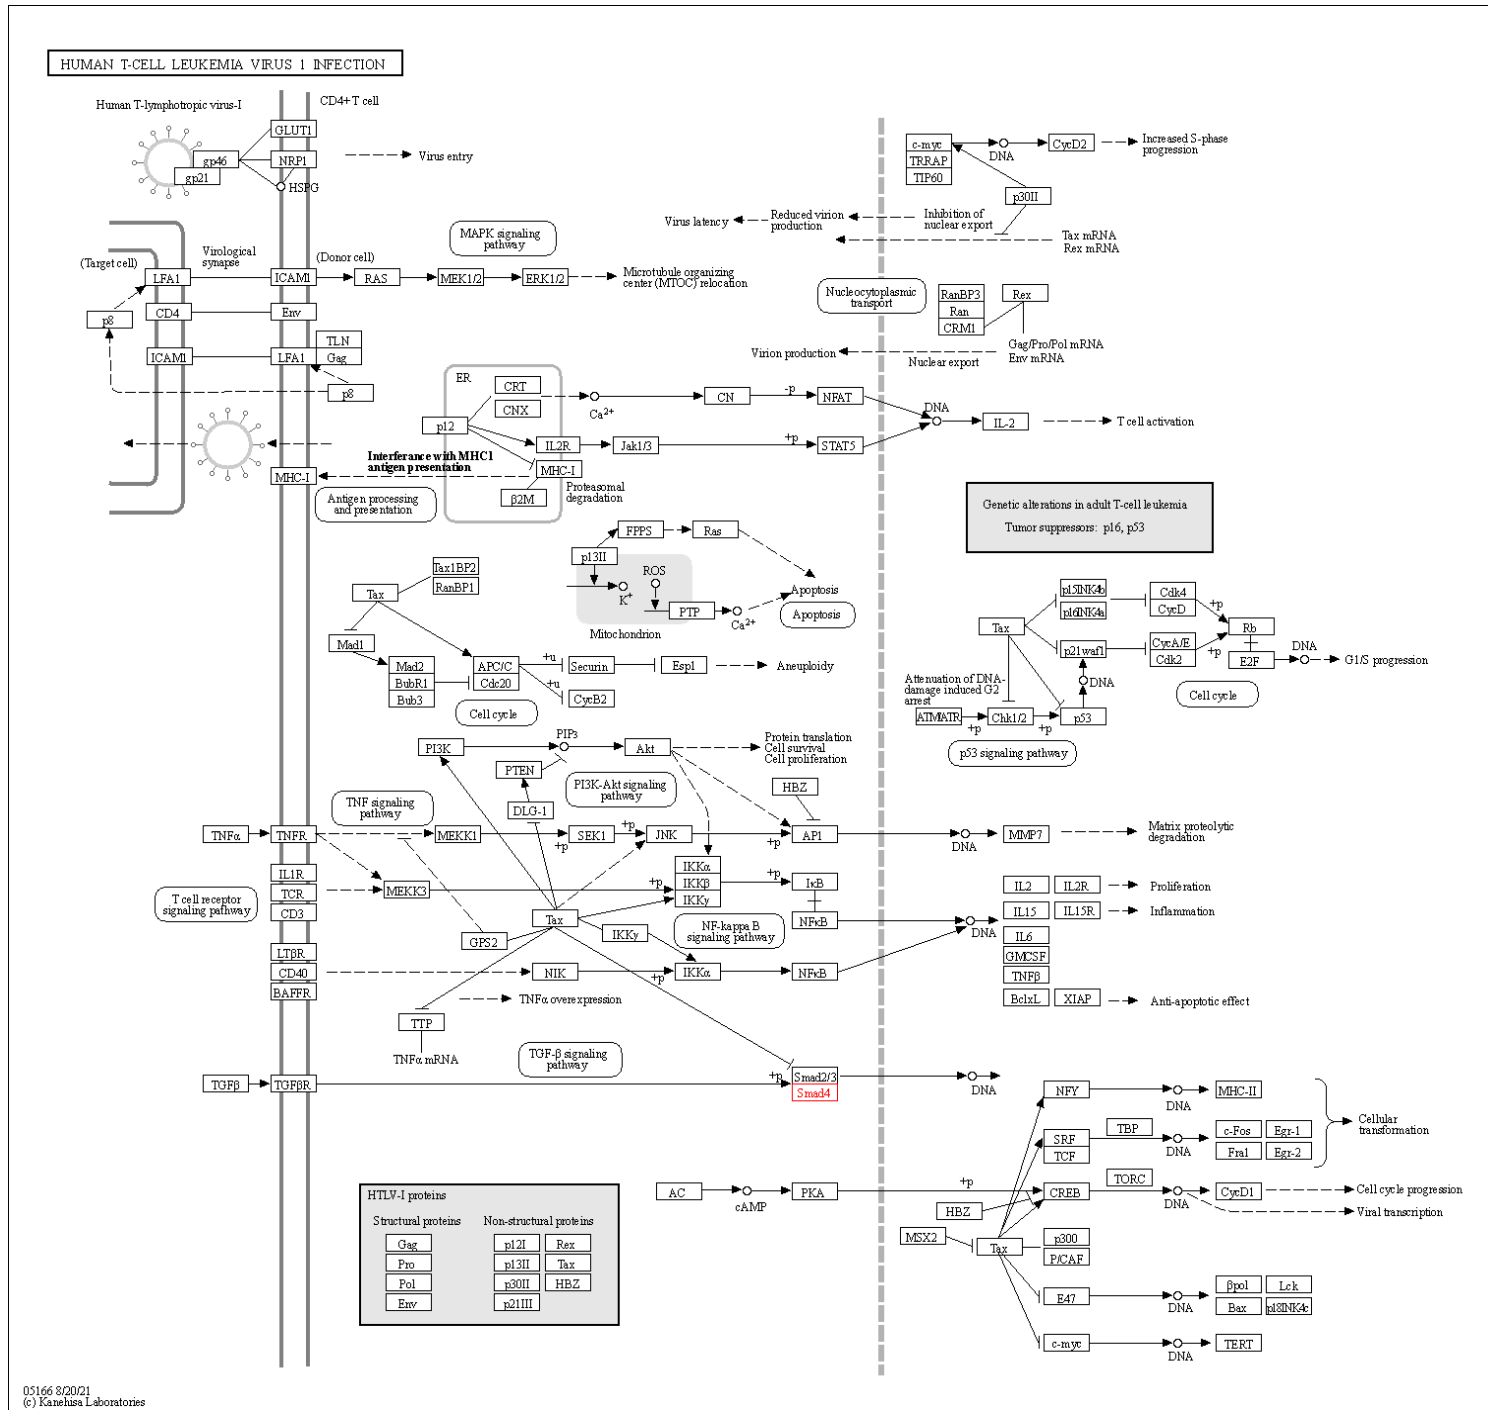 HUMAN T-CELL LEUKEMIA VIRUS 1 INFECTION
Human T-lymphotropic virus-I
CD4+T cell
GLUT1
gp46
NRP1
gp21
HSPG
Virus entry
c-myc
TRRAP
TIP60
DNA
CycD2
Increased S-phase
progression
p30II
Virus latency
Reduced virion
production
Inhibition of
nuclear export
Tax mRNA
Rex mRNA
(Target cell)
Virological
synapse
(Donor cell)
MAPK signaling
pathway
LFA1
ICAM1
RAS
MEK1/2
ERK1/2
Microtubule organizing
center (MTOC) relocation
p8
CD4
Env
ICAM1
LFA1
TLN
Gag
p8
Nucleocytoplasmic
transport
RanBP3
Ran
CRM1
Rex
Gag/Pro/Pol mRNA
Env mRNA
Virion production
Nuclear export
ER
CRT
CNX
p12
Ca2+
CN
-p
NFAT
DNA
IL-2
T cell activation
IL2R
Jak1/3
+p
STAT5
Interferance with MHC1
antigen presentation
MHC-I
MHC-I
β2M
Proteasomal
degradation
Antigen processing
and presentation
Genetic alterations in adult T-cell leukemia
Tumor suppressors: p16, p53
FPPS
Ras
p13II
ROS
K+
PTP
Ca2+
Apoptosis
Apoptosis
Mitochondrion
Tax
Tax1BP2
RanBP1
Mad1
Mad2
BubR1
Bub3
APC/C
Cdc20
+u
Securin
Esp1
Aneuploidy
+u
CycB2
Cell cycle
Tax
p15INK4b
p16INK4a
Cdk4
CycD
+p
p21waf1
CycA/E
Cdk2
+p
Rb
E2F
DNA
G1/S progression
Attenuation of DNA-
damage induced G2
arrest
DNA
ATM/ATR
+p
Chk1/2
+p
p53
Cell cycle
p53 signaling pathway
PI3K
PIP3
Akt
Protein translation
Cell survival
Cell proliferation
PTEN
PI3K-Akt signaling
pathway
DLG-1
HBZ
TNF signaling
pathway
TNFα
TNFR
MEKK1
+p
SEK1
+p
JNK
+p
AP1
DNA
MMP7
Matrix proteolytic
degradation
IL1R
TCR
CD3
T cell receptor
signaling pathway
MEKK3
+p
IKKα
IKKβ
IKKγ
+p
IκB
NFκB
Tax
GPS2
IKKγ
NF-kappa B
signaling pathway
DNA
IL2
IL2R
Proliferation
IL15
IL15R
Inflammation
IL6
GMCSF
TNFβ
BclxL
XIAP
Anti-apoptotic effect
LTβR
CD40
BAFFR
NIK
+p
IKKα
NFκB
TNFα overexpression
TTP
TNFα mRNA
TGF-β signaling
pathway
TGFβ
TGFβR
+p
Smad2/3
Smad4
DNA
NFY
DNA
MHC-II
SRF
TCF
TBP
DNA
c-Fos
Egr-1
Fra1
Egr-2
Cellular
transformation
AC
cAMP
PKA
+p
CREB
TORC
DNA
CycD1
Cell cycle progression
Viral transcription
HBZ
MSX2
Tax
p300
P/CAF
E47
DNA
βpol
Lck
Bax
p18INK4c
c-myc
DNA
TERT
HTLV-I proteins
Structural proteins
Non-structural proteins
Gag
p12I
Rex
Pro
p13II
Tax
Pol
p30II
HBZ
Env
p21III
05166 8/20/21
(c) Kanehisa Laboratories